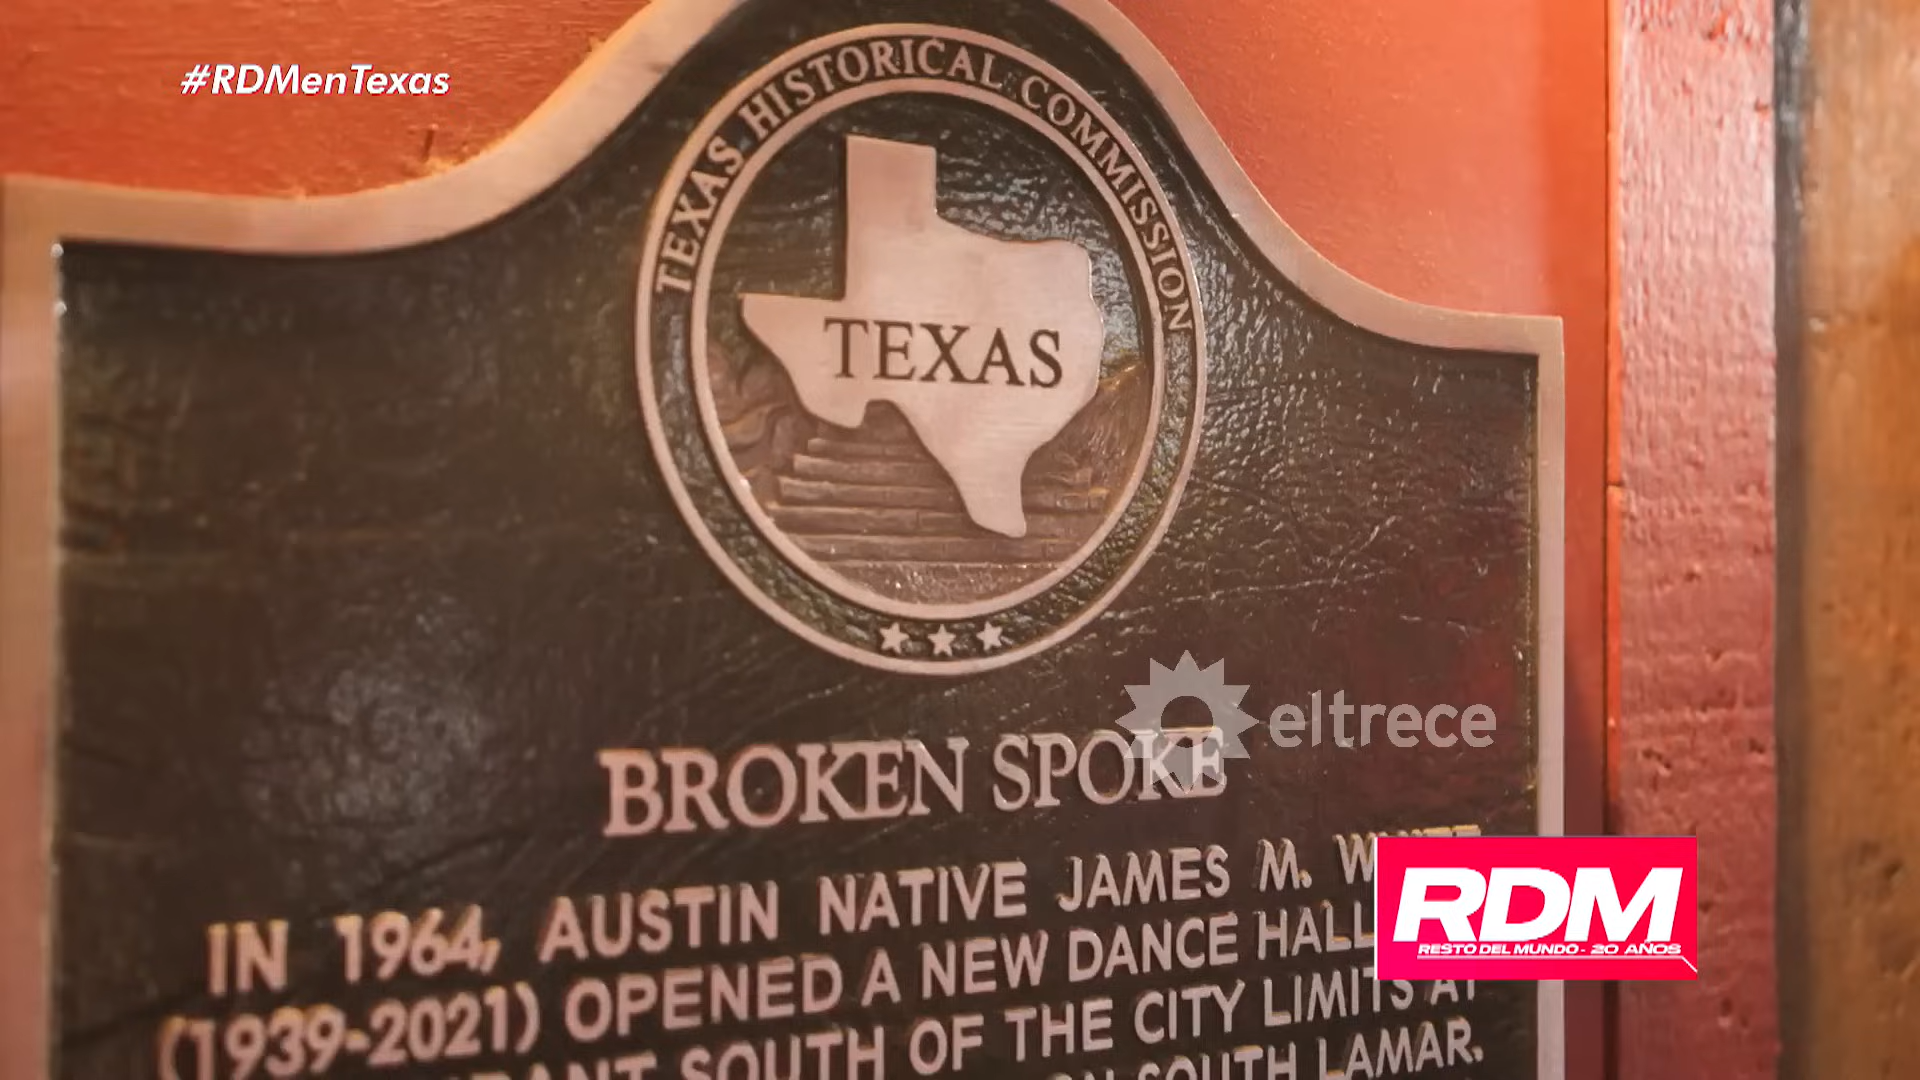 #RDMenTexas
TEXAS HISTORICAL COMMISSION
TEXAS
eltrece
BROKEN SPOKE
IN 1964, AUSTIN NATIVE JAMES M.
(1939-2021) OPENED A NEW DANCE HALL
SOUTH OF THE CITY LIMITS AT
SOUTH LAMAR.
RDM
RESTO DEL MUNDO - 20 AÑOS